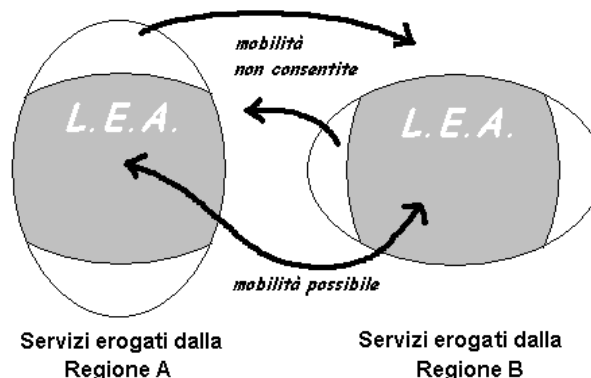 mobilità
non consentite
L.E.A.
L.E.A.
mobilità possibile
Servizi erogati dalla
Regione A
Servizi erogati dalla
Regione B